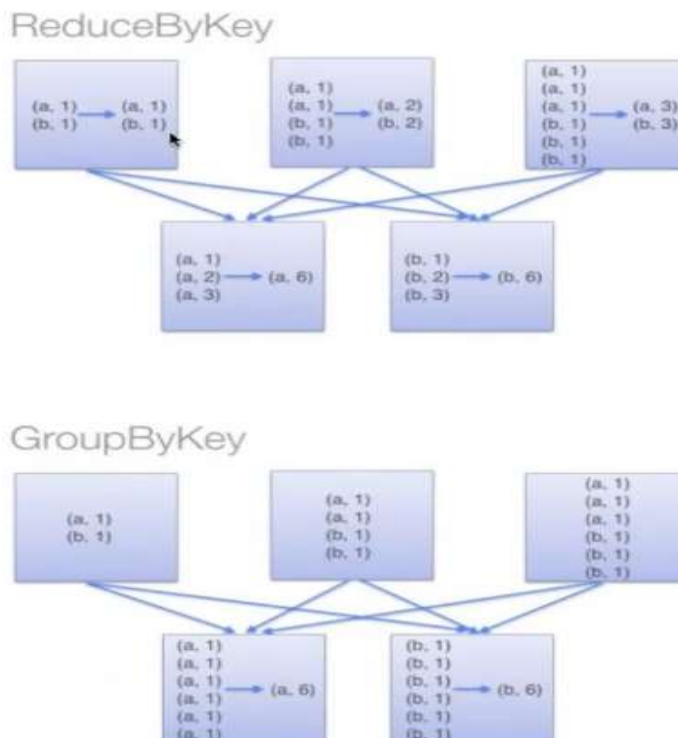 ReduceByKey
(a, 1) (a, 1)
(b, 1) (b, 1)
(a, 1)
(a, 1) (a, 2)
(b, 1) (b, 2)
(b, 1)
(a, 1)
(a, 1)
(a, 1) (a, 3)
(b, 1) (b, 3)
(b, 1)
(b, 1)
(a, 1)
(a, 2) (a, 6)
(a, 3)
(b, 1)
(b, 2) (b, 6)
(b, 3)
GroupByKey
(a, 1)
(b, 1)
(a, 1)
(a, 1)
(b, 1)
(b, 1)
(a, 1)
(a, 1)
(a, 1)
(b, 1)
(b, 1)
(b, 1)
(a, 1)
(a, 1)
(a, 1) (a, 6)
(a, 1)
(a, 1)
(a, 1)
(b, 1)
(b, 1)
(b, 1) (b, 6)
(b, 1)
(b, 1)
(b, 1)